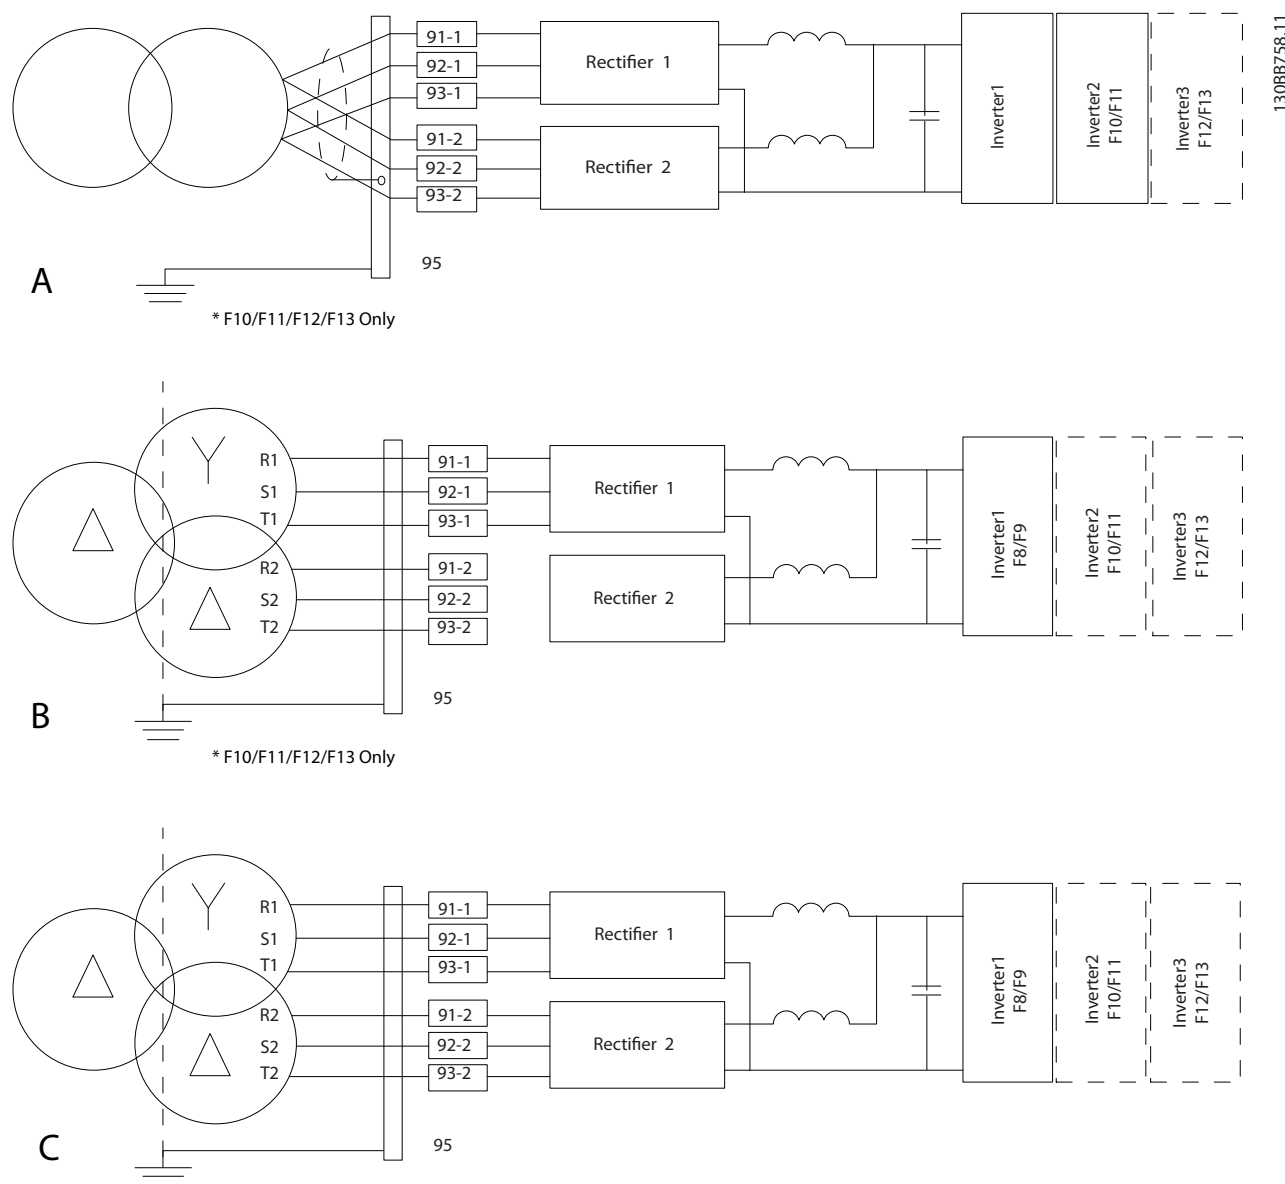 130BB758.11
91-1
92-1
93-1
91-2
92-2
93-2
Rectifier 1
Rectifier 2
Inverter1
Inverter2
F10/F11
Inverter3
F12/F13
95
A
* F10/F11/F12/F13 Only
R1
S1
T1
R2
S2
T2
91-1
92-1
93-1
91-2
92-2
93-2
Rectifier 1
Rectifier 2
Inverter1
F8/F9
Inverter2
F10/F11
Inverter3
F12/F13
95
B
* F10/F11/F12/F13 Only
R1
S1
T1
R2
S2
T2
91-1
92-1
93-1
91-2
92-2
93-2
Rectifier 1
Rectifier 2
Inverter1
F8/F9
Inverter2
F10/F11
Inverter3
F12/F13
95
C